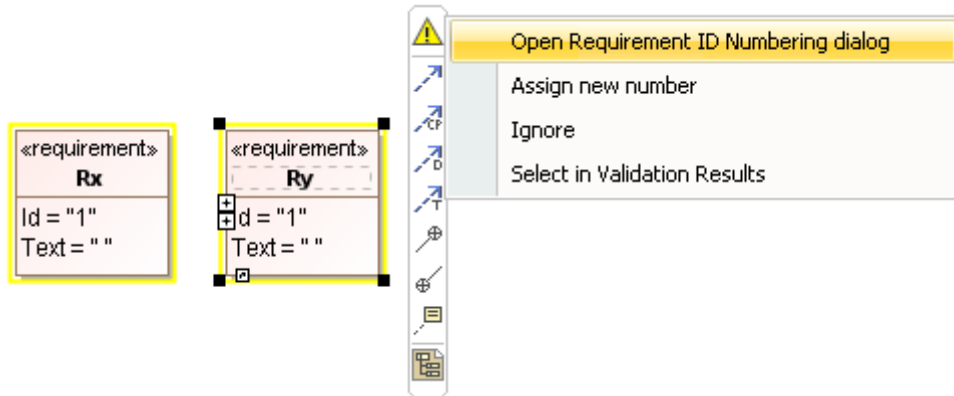 «requirement»
Rx
Id = "1"
Text = " "
«requirement»
Ry
d = "1"
Text = " "
CP
D
T
Open Requirement ID Numbering dialog
Assign new number
Ignore
Select in Validation Results